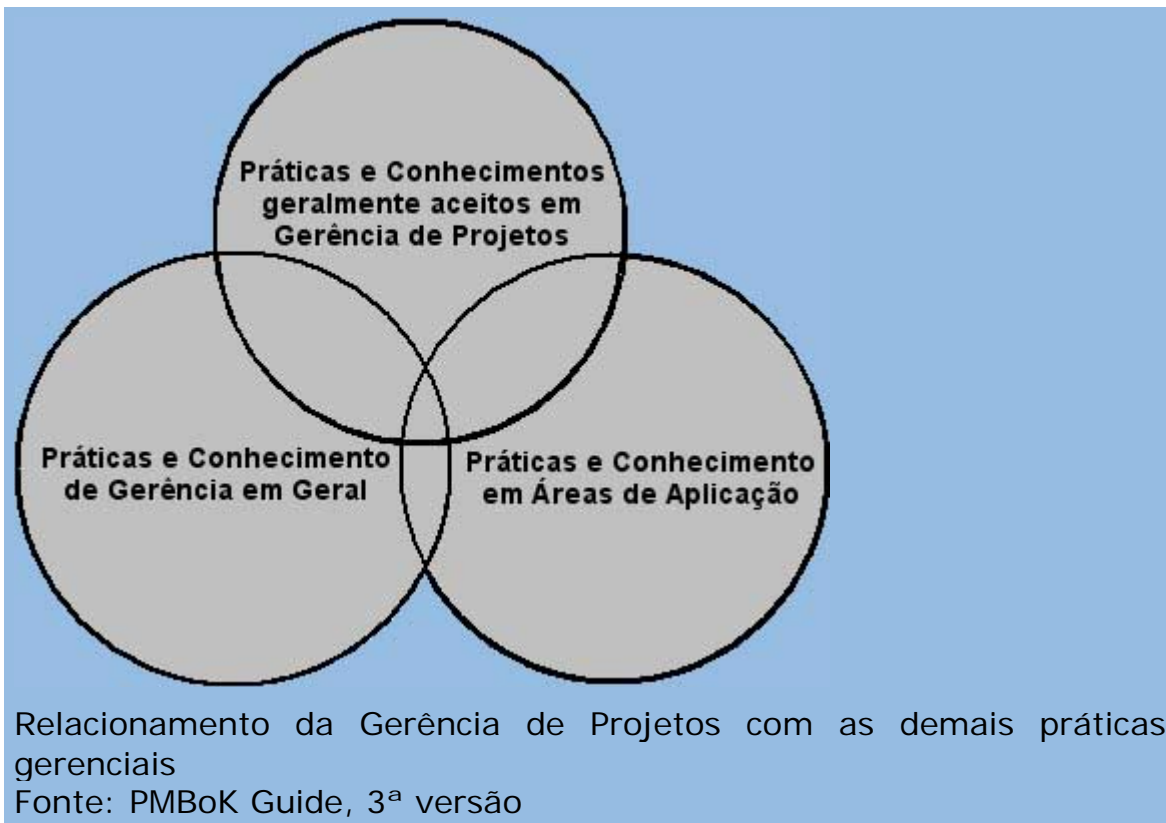 Práticas e Conhecimentos
geralmente aceitos em
Gerência de Projetos
Práticas e Conhecimento
de Gerência em Geral
Práticas e Conhecimento
em Áreas de Aplicação
Relacionamento da Gerência de Projetos com as demais práticas
gerenciais
Fonte: PMBoK Guide, 3ª versão